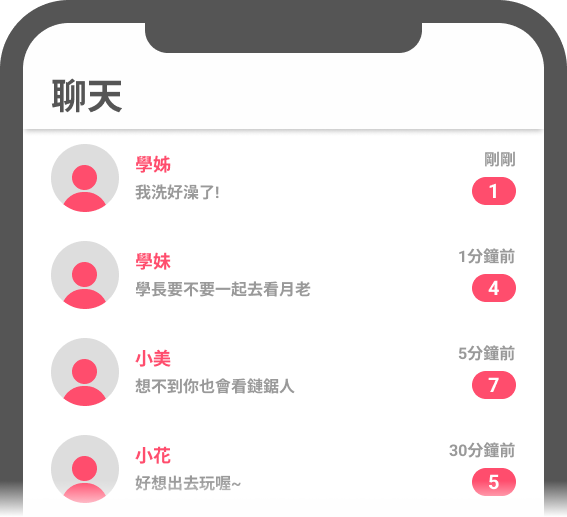 聊天
學姊
剛剛
我洗好澡了!
1
學妹
1分鐘前
學長要不要一起去看月老
4
小美
5分鐘前
想不到你也會看鏈鋸人
7
小花
30分鐘前
好想出去玩喔~
5